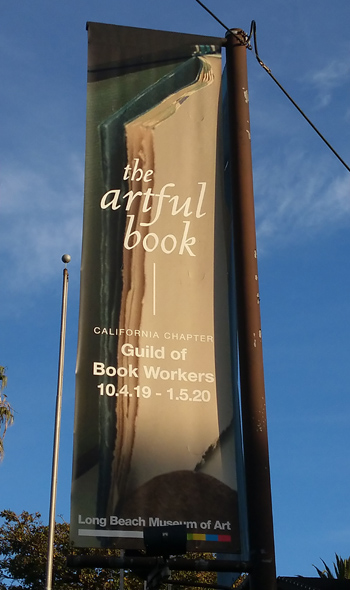 the
artful
book
CALIFORNIA CHAPTER
Guild of
Book Workers
10.4.19 - 1.5.20
Long Beach Museum of Art